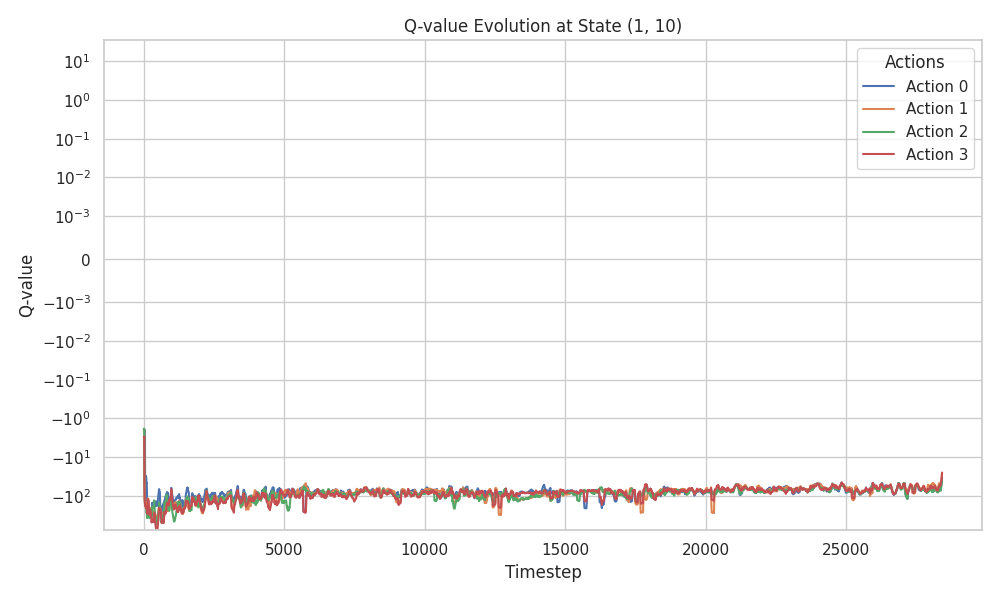 Q-value Evolution at State (1, 10)
Q-value
10¹
10⁰
10⁻¹
10⁻²
10⁻³
0
−10⁻³
−10⁻²
−10⁻¹
−10⁰
−10¹
−10²
Actions
Action 0
Action 1
Action 2
Action 3
0 5000 10000 15000 20000 25000
Timestep